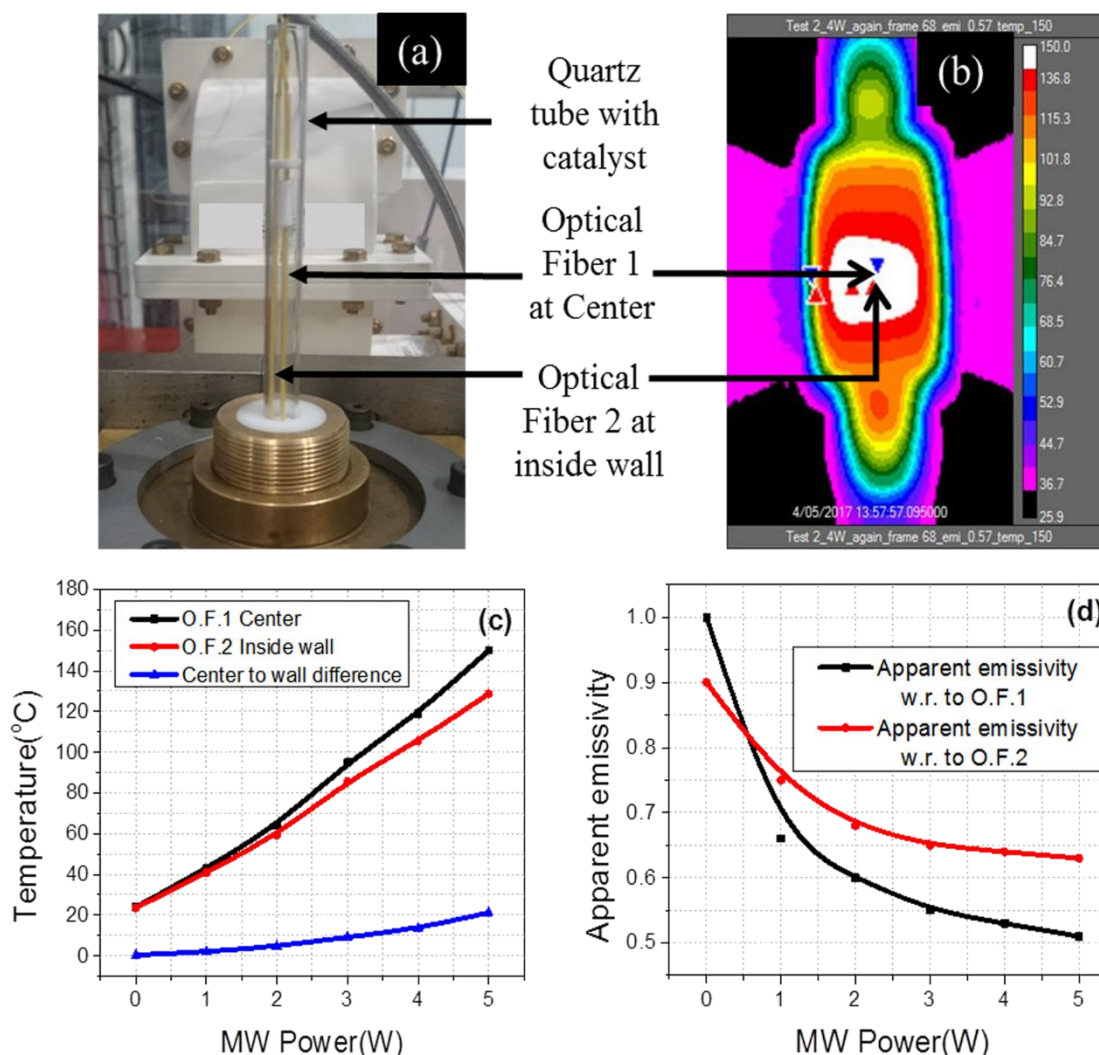 (a)
Quartz
tube with
catalyst
Optical
Fiber 1
at Center
Optical
Fiber 2 at
inside wall
Test 2_4W_again_frame 68_emi_0.57_temp_150
(b)
150.0
136.8
115.3
101.8
92.8
84.7
76.4
68.5
60.7
52.9
44.7
36.7
25.9
4/05/2017 13:57:57.095000
Test 2_4W_again_frame 68_emi_0.57_temp_150
(c)
O.F.1 Center
O.F.2 Inside wall
Center to wall difference
Temperature(°C)
180
160
140
120
100
80
60
40
20
0
0 1 2 3 4 5
MW Power(W)
(d)
Apparent emissivity
w.r. to O.F.1
Apparent emissivity
w.r. to O.F.2
Apparent emissivity
1.0
0.9
0.8
0.7
0.6
0.5
0 1 2 3 4 5
MW Power(W)